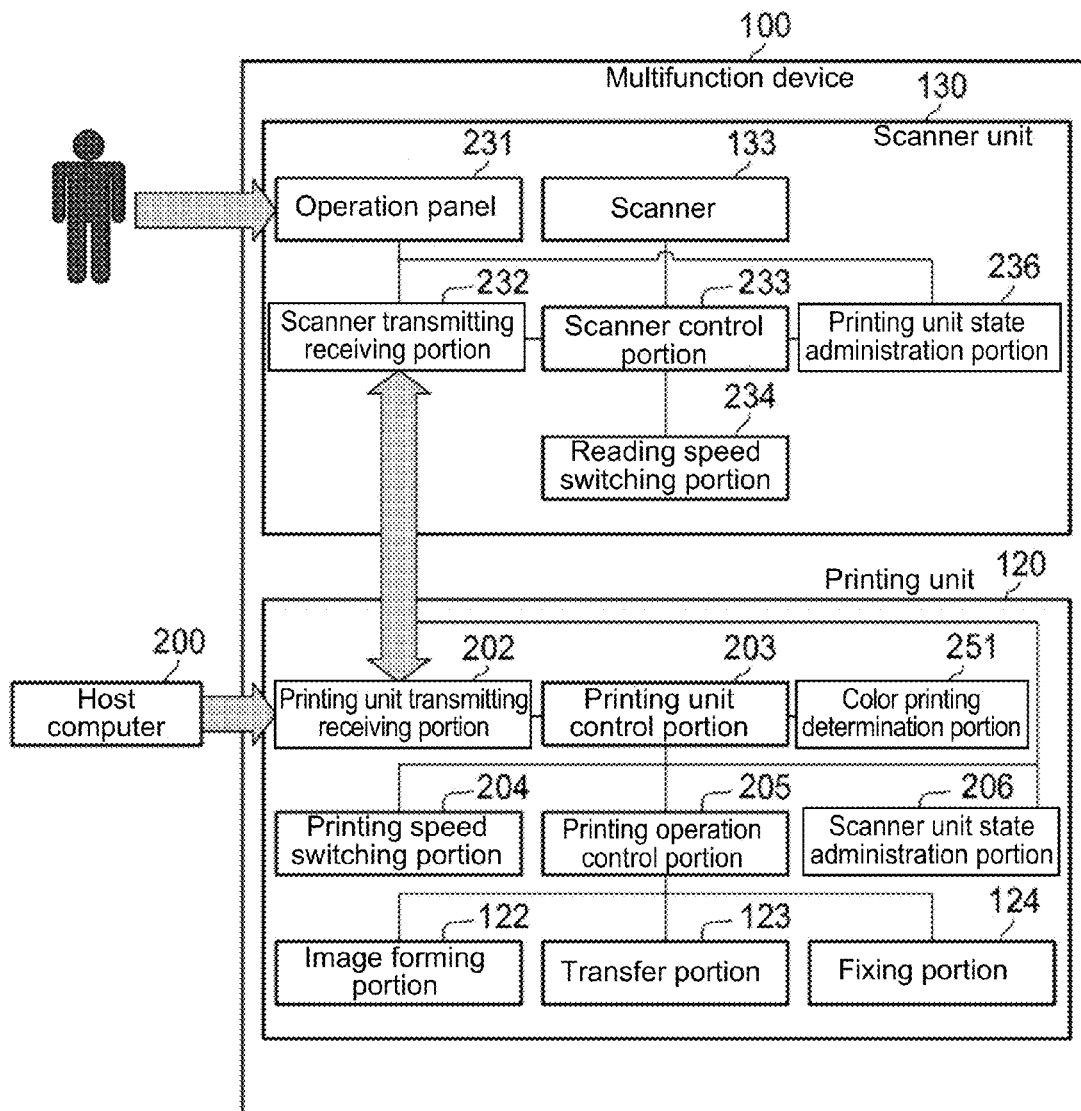 100
Multifunction device
130
Scanner unit
231
133
Operation panel
Scanner
232
233
236
Scanner transmitting
receiving portion
Scanner control
portion
Printing unit state
administration portion
234
Reading speed
switching portion
Printing unit
120
200
202
203
251
Host
computer
Printing unit transmitting
receiving portion
Printing unit
control portion
Color printing
determination portion
204
205
206
Printing speed
switching portion
Printing operation
control portion
Scanner unit state
administration portion
122
123
124
Image forming
portion
Transfer portion
Fixing portion